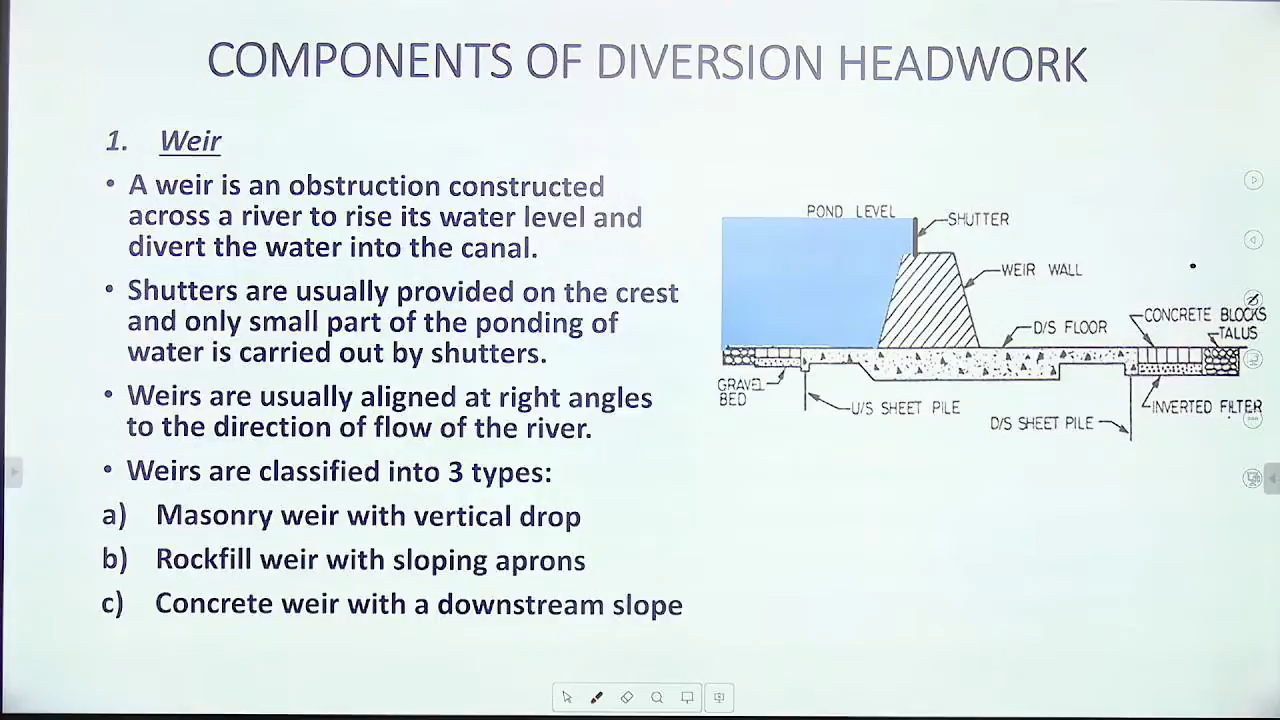 COMPONENTS OF DIVERSION HEADWORK
1. Weir
• A weir is an obstruction constructed
across a river to rise its water level and
divert the water into the canal.
• Shutters are usually provided on the crest
and only small part of the ponding of
water is carried out by shutters.
• Weirs are usually aligned at right angles
to the direction of flow of the river.
• Weirs are classified into 3 types:
a) Masonry weir with vertical drop
b) Rockfill weir with sloping aprons
c) Concrete weir with a downstream slope
POND LEVEL
SHUTTER
WEIR WALL
D/S FLOOR
CONCRETE BLOCKS
TALUS
GRAVEL
BED
U/S SHEET PILE
D/S SHEET PILE
INVERTED FILTER